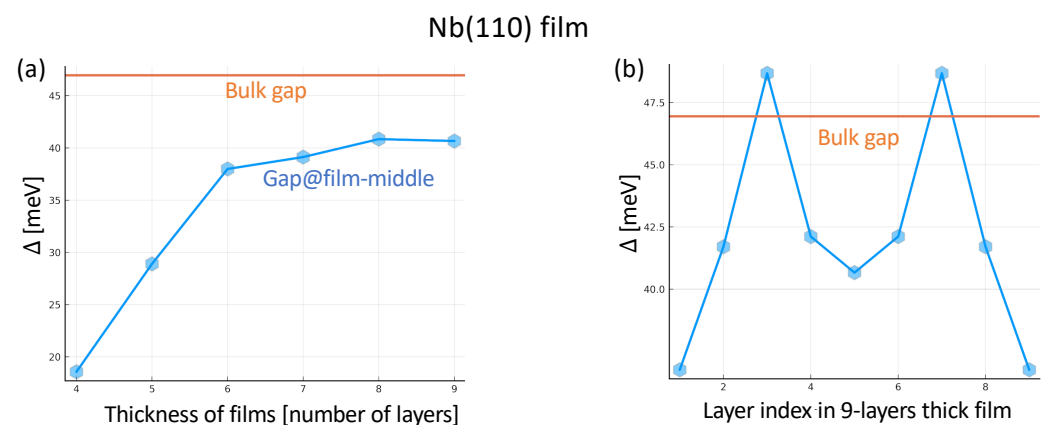 Nb(110) film
(a)
Bulk gap
Gap@film-middle
Δ [meV]
45
40
35
30
25
20
4 5 6 7 8 9
Thickness of films [number of layers]
(b)
Bulk gap
Δ [meV]
47.5
45.0
42.5
40.0
2 4 6 8
Layer index in 9-layers thick film